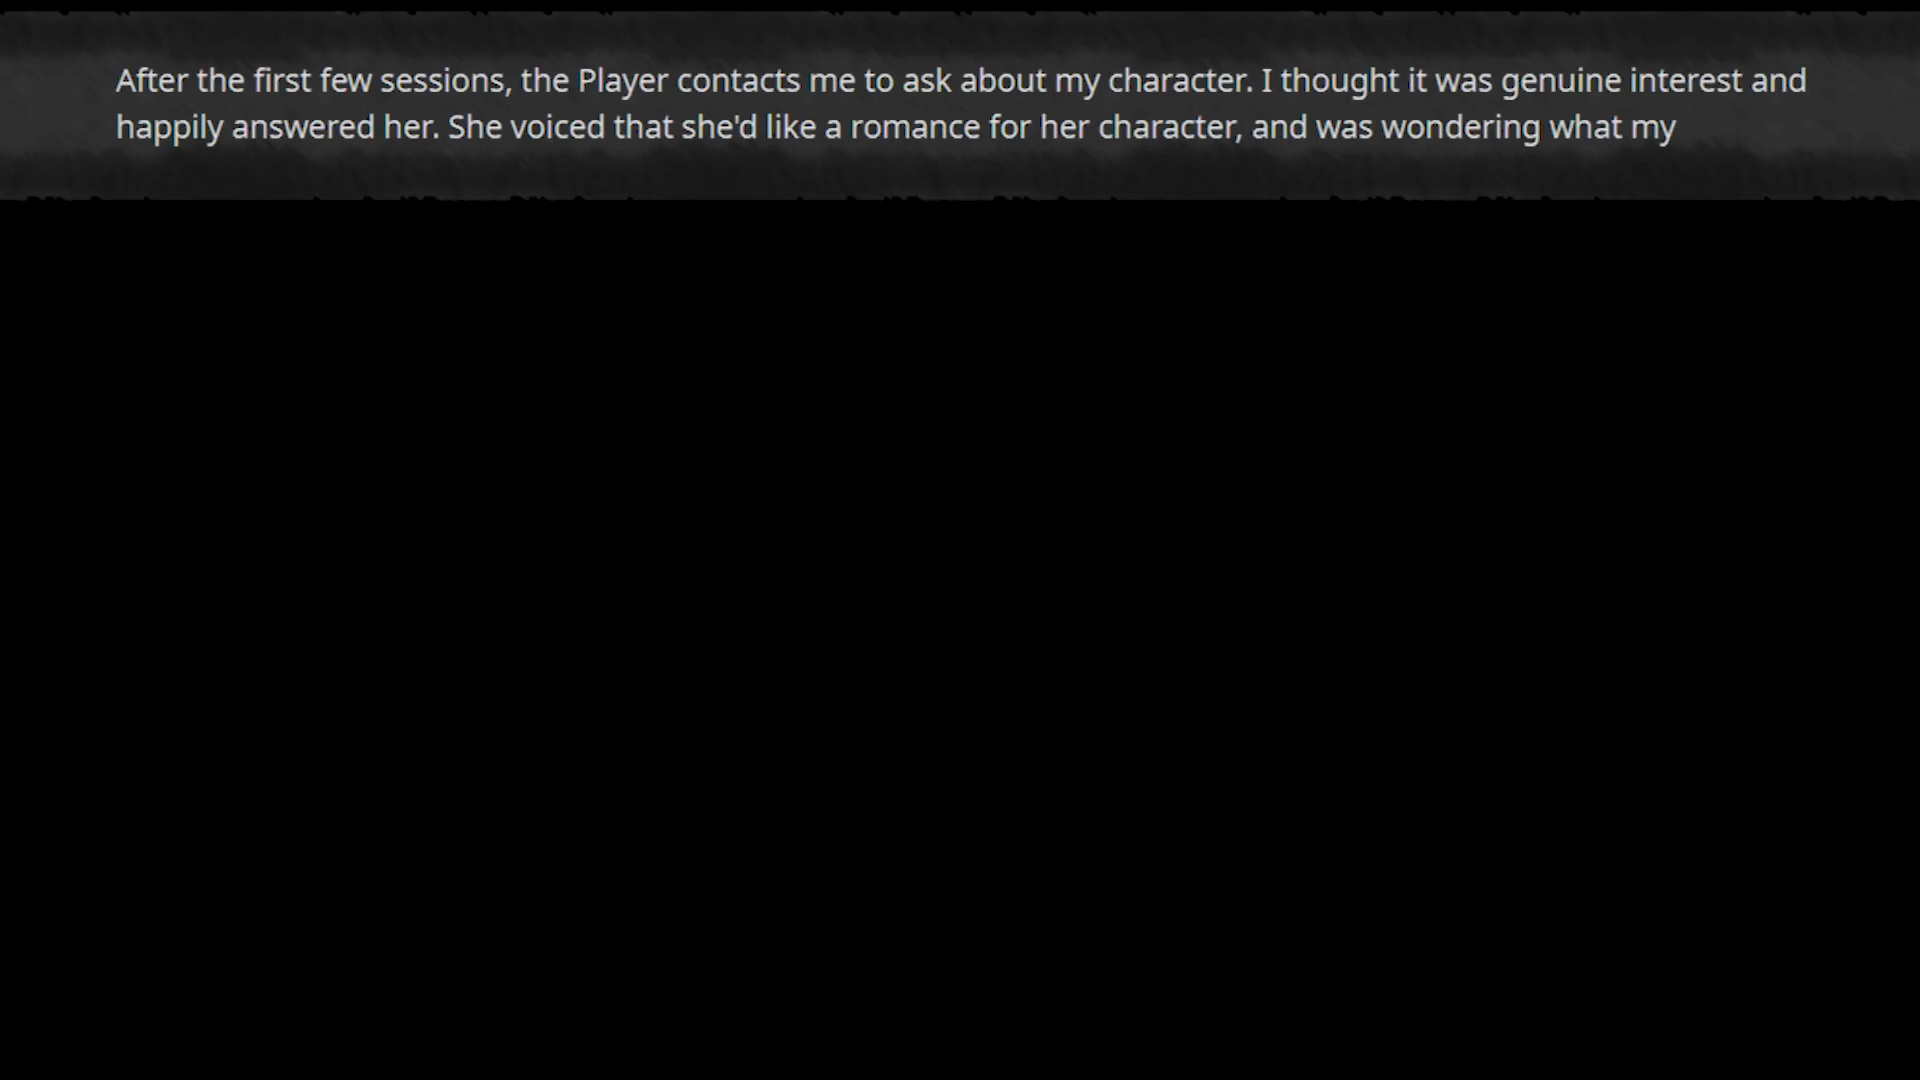 After the first few sessions, the Player contacts me to ask about my character. I thought it was genuine interest and
happily answered her. She voiced that she'd like a romance for her character, and was wondering what my